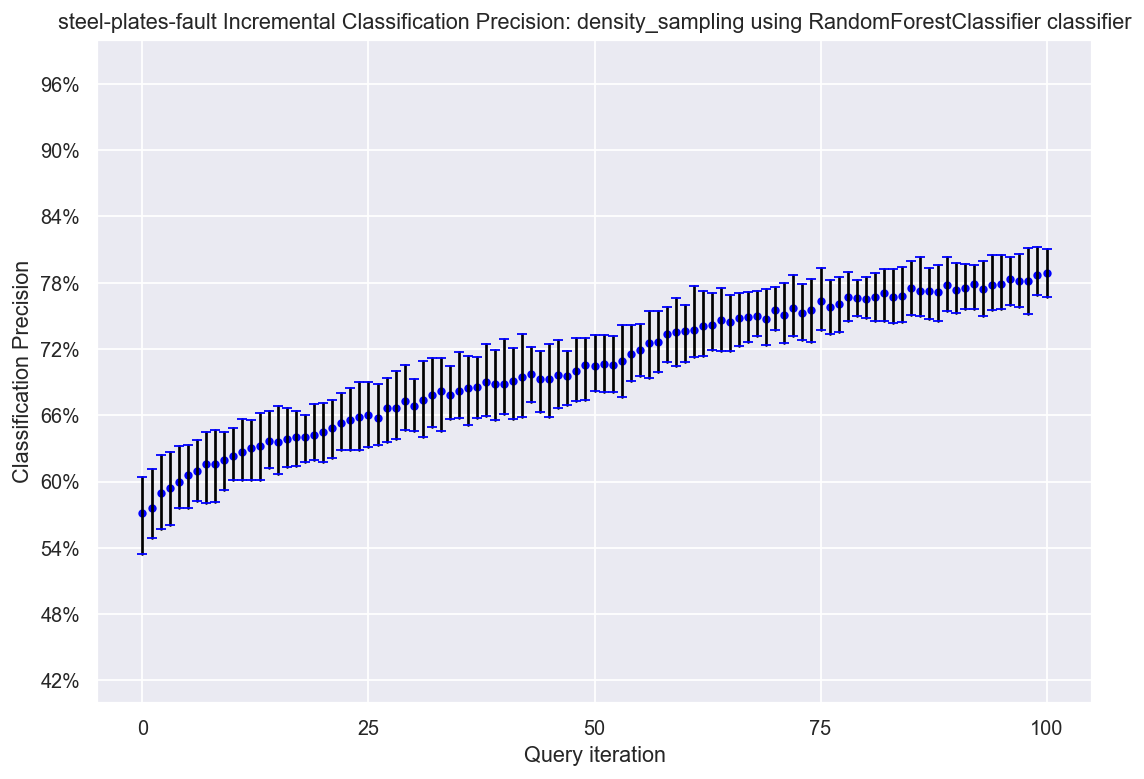 steel-plates-fault Incremental Classification Precision: density_sampling using RandomForestClassifier classifier
96%
90%
84%
78%
72%
66%
60%
54%
48%
42%
Classification Precision
0 25 50 75 100
Query iteration